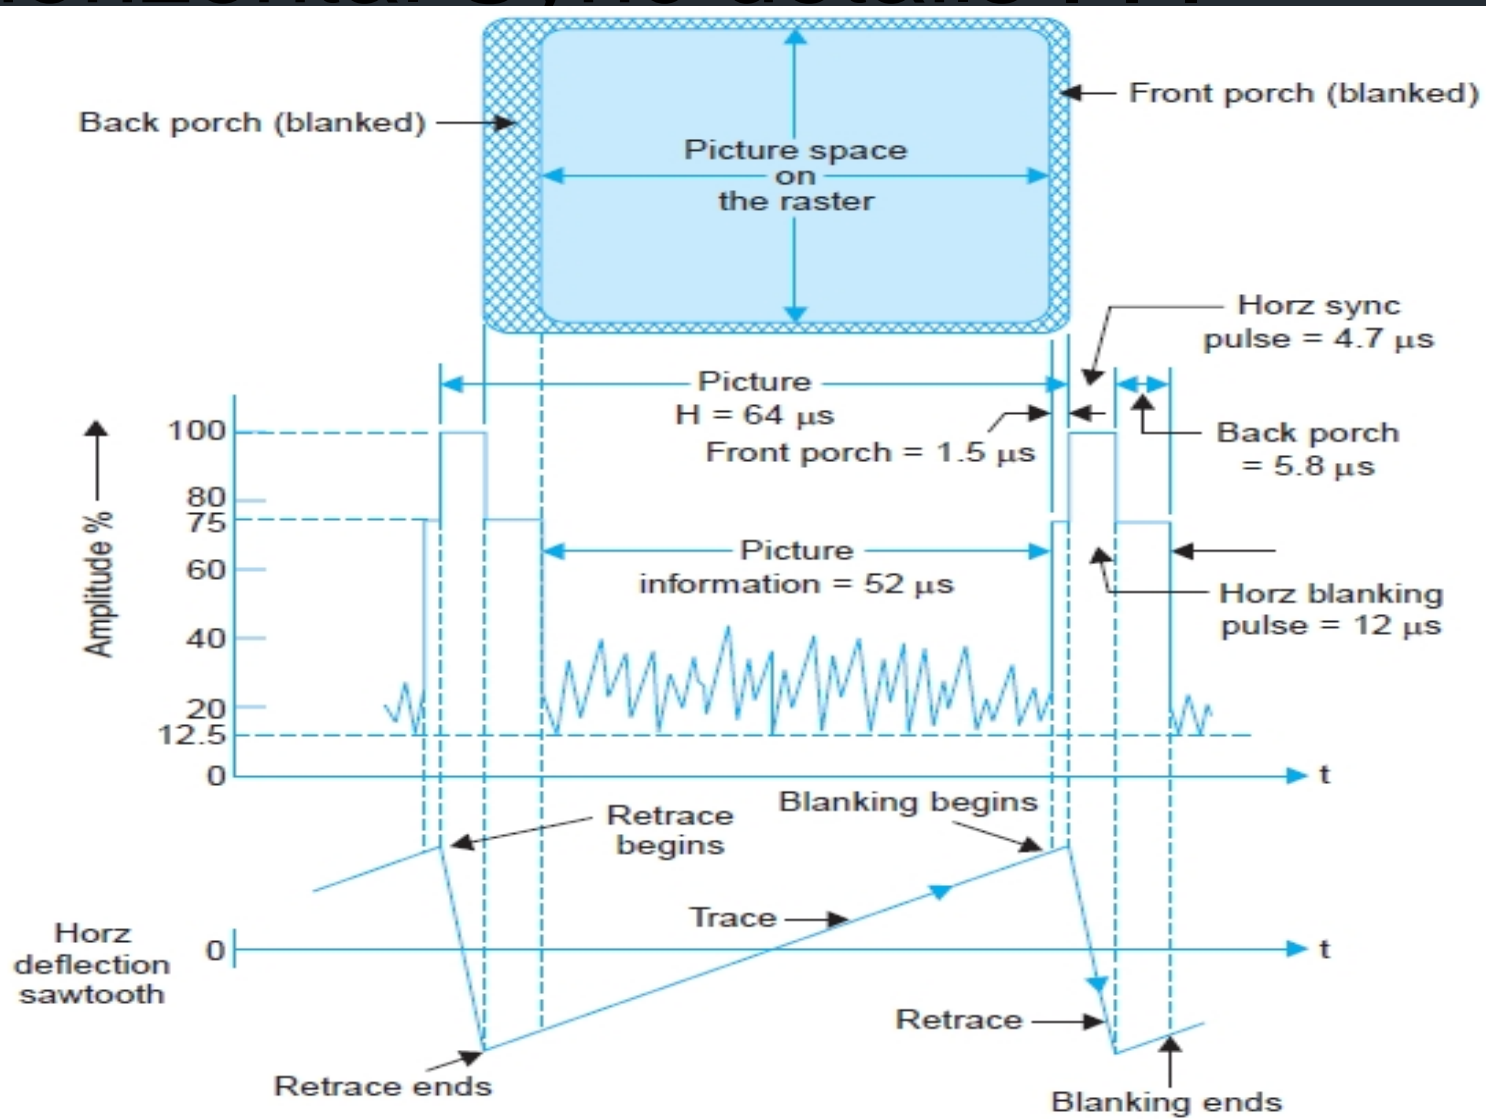 Back porch (blanked)
Front porch (blanked)
Picture space
on
the raster
Horz sync
pulse = 4.7 µs
Picture
H = 64 µs
Front porch = 1.5 µs
Back porch
= 5.8 µs
Amplitude %
100
80
75
60
40
20
12.5
0
Picture
information = 52 µs
Horz blanking
pulse = 12 µs
t
Retrace
begins
Blanking begins
Trace
Horz
deflection
sawtooth
0
t
Retrace
Retrace ends
Blanking ends